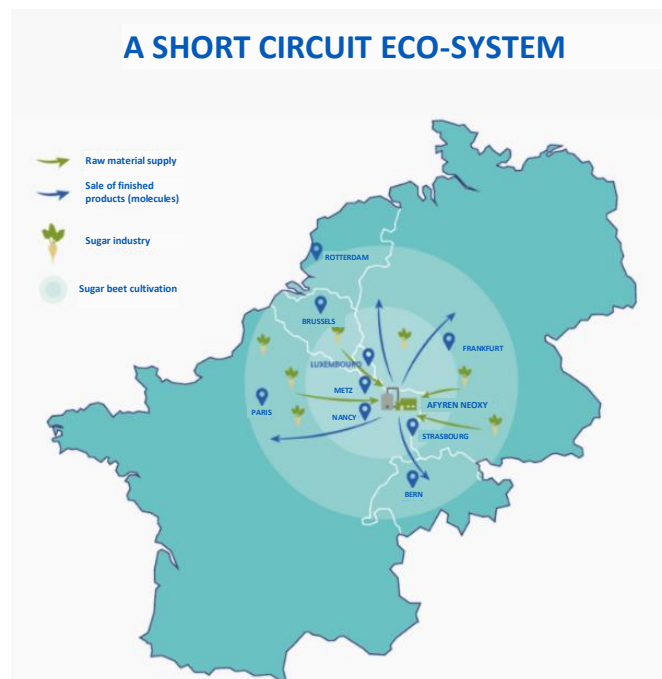 A SHORT CIRCUIT ECO-SYSTEM
Raw material supply
Sale of finished
products (molecules)
Sugar industry
Sugar beet cultivation
ROTTERDAM
BRUSSELS
LUXEMBOURG
FRANKFURT
METZ
PARIS
NANCY
AFYREN NEOXY
STRASBOURG
BERN